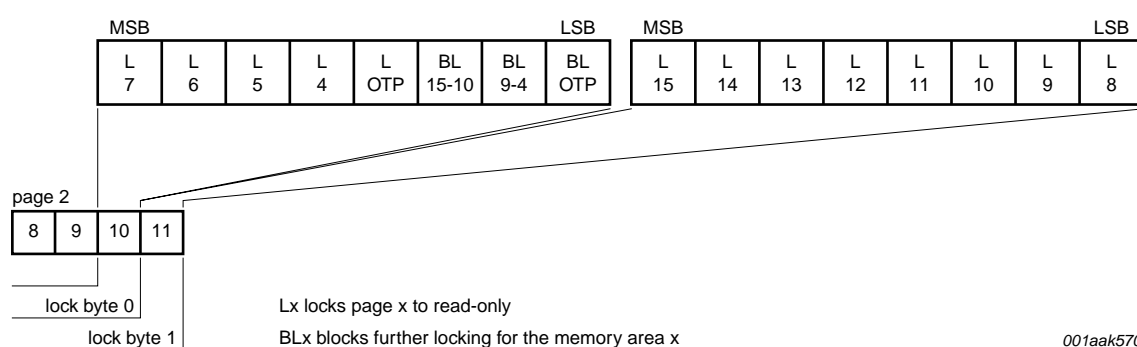 MSB LSB MSB LSB
L L L L L BL BL BL L L L L L L L L
7 6 5 4 OTP 15-10 9-4 OTP 15 14 13 12 11 10 9 8
page 2
8 9 10 11
lock byte 0 Lx locks page x to read-only
lock byte 1 BLx blocks further locking for the memory area x 001aak570